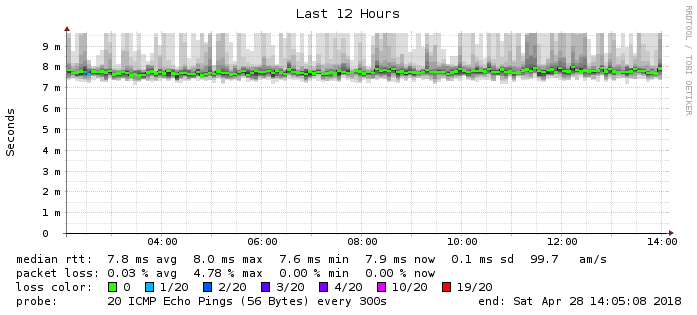 Last 12 Hours
RRDTOOL / TOBI OETIKER
Seconds
9 m
8 m
7 m
6 m
5 m
4 m
3 m
2 m
1 m
0
04:00 06:00 08:00 10:00 12:00 14:00
median rtt: 7.8 ms avg 8.0 ms max 7.6 ms min 7.9 ms now 0.1 ms sd 99.7 am/s
packet loss: 0.03 % avg 4.78 % max 0.00 % min 0.00 % now
loss color: 0 1/20 2/20 3/20 4/20 10/20 19/20
probe: 20 ICMP Echo Pings (56 Bytes) every 300s end: Sat Apr 28 14:05:08 2018